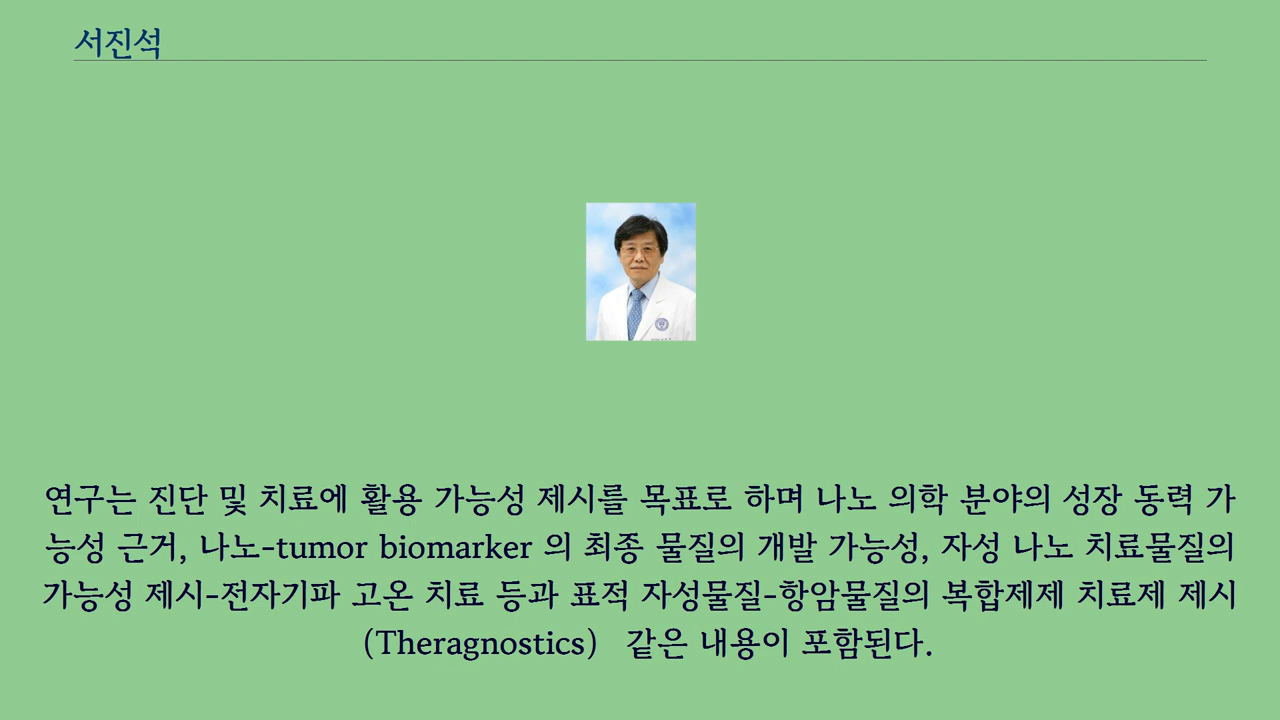 서진석
연구는 진단 및 치료에 활용 가능성 제시를 목표로 하며 나노 의학 분야의 성장 동력 가
능성 근거, 나노-tumor biomarker 의 최종 물질의 개발 가능성, 자성 나노 치료물질의
가능성 제시-전자기파 고온 치료 등과 표적 자성물질-항암물질의 복합제제 치료제 제시
(Theragnostics) 같은 내용이 포함된다.